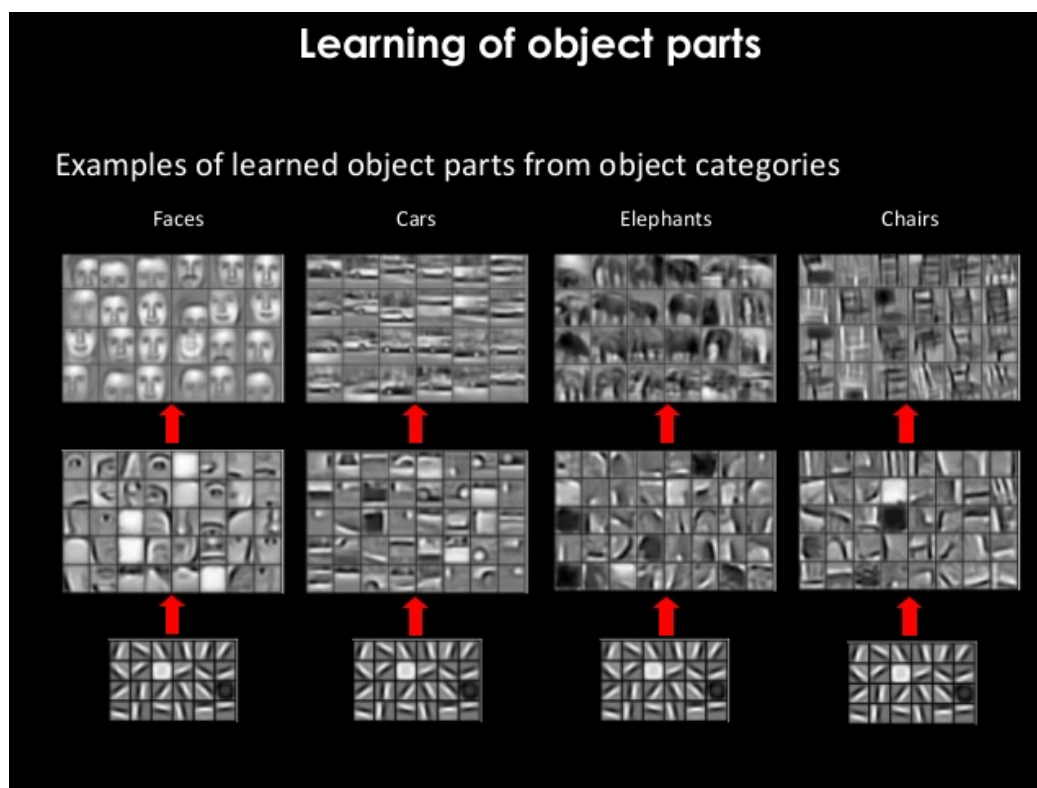 Learning of object parts
Examples of learned object parts from object categories
Faces Cars Elephants Chairs